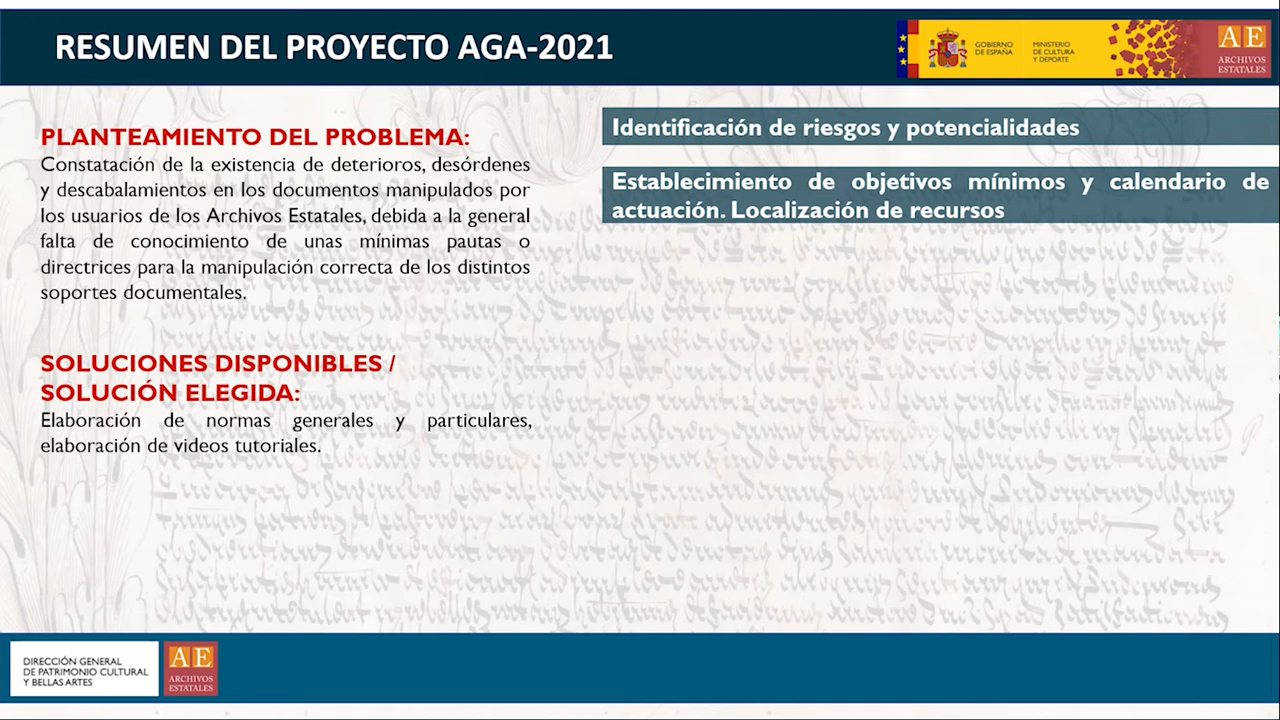 RESUMEN DEL PROYECTO AGA-2021
GOBIERNO
DE ESPAÑA
MINISTERIO
DE CULTURA
Y DEPORTE
AE
ARCHIVOS
ESTATALES
PLANTEAMIENTO DEL PROBLEMA:
Constatación de la existencia de deterioros, desórdenes
y descabalamientos en los documentos manipulados por
los usuarios de los Archivos Estatales, debida a la general
falta de conocimiento de unas mínimas pautas o
directrices para la manipulación correcta de los distintos
soportes documentales.
SOLUCIONES DISPONIBLES /
SOLUCIÓN ELEGIDA:
Elaboración de normas generales y particulares,
elaboración de videos tutoriales.
Identificación de riesgos y potencialidades
Establecimiento de objetivos mínimos y calendario de
actuación. Localización de recursos
DIRECCIÓN GENERAL
DE PATRIMONIO CULTURAL
Y BELLAS ARTES
AE
ARCHIVOS
ESTATALES